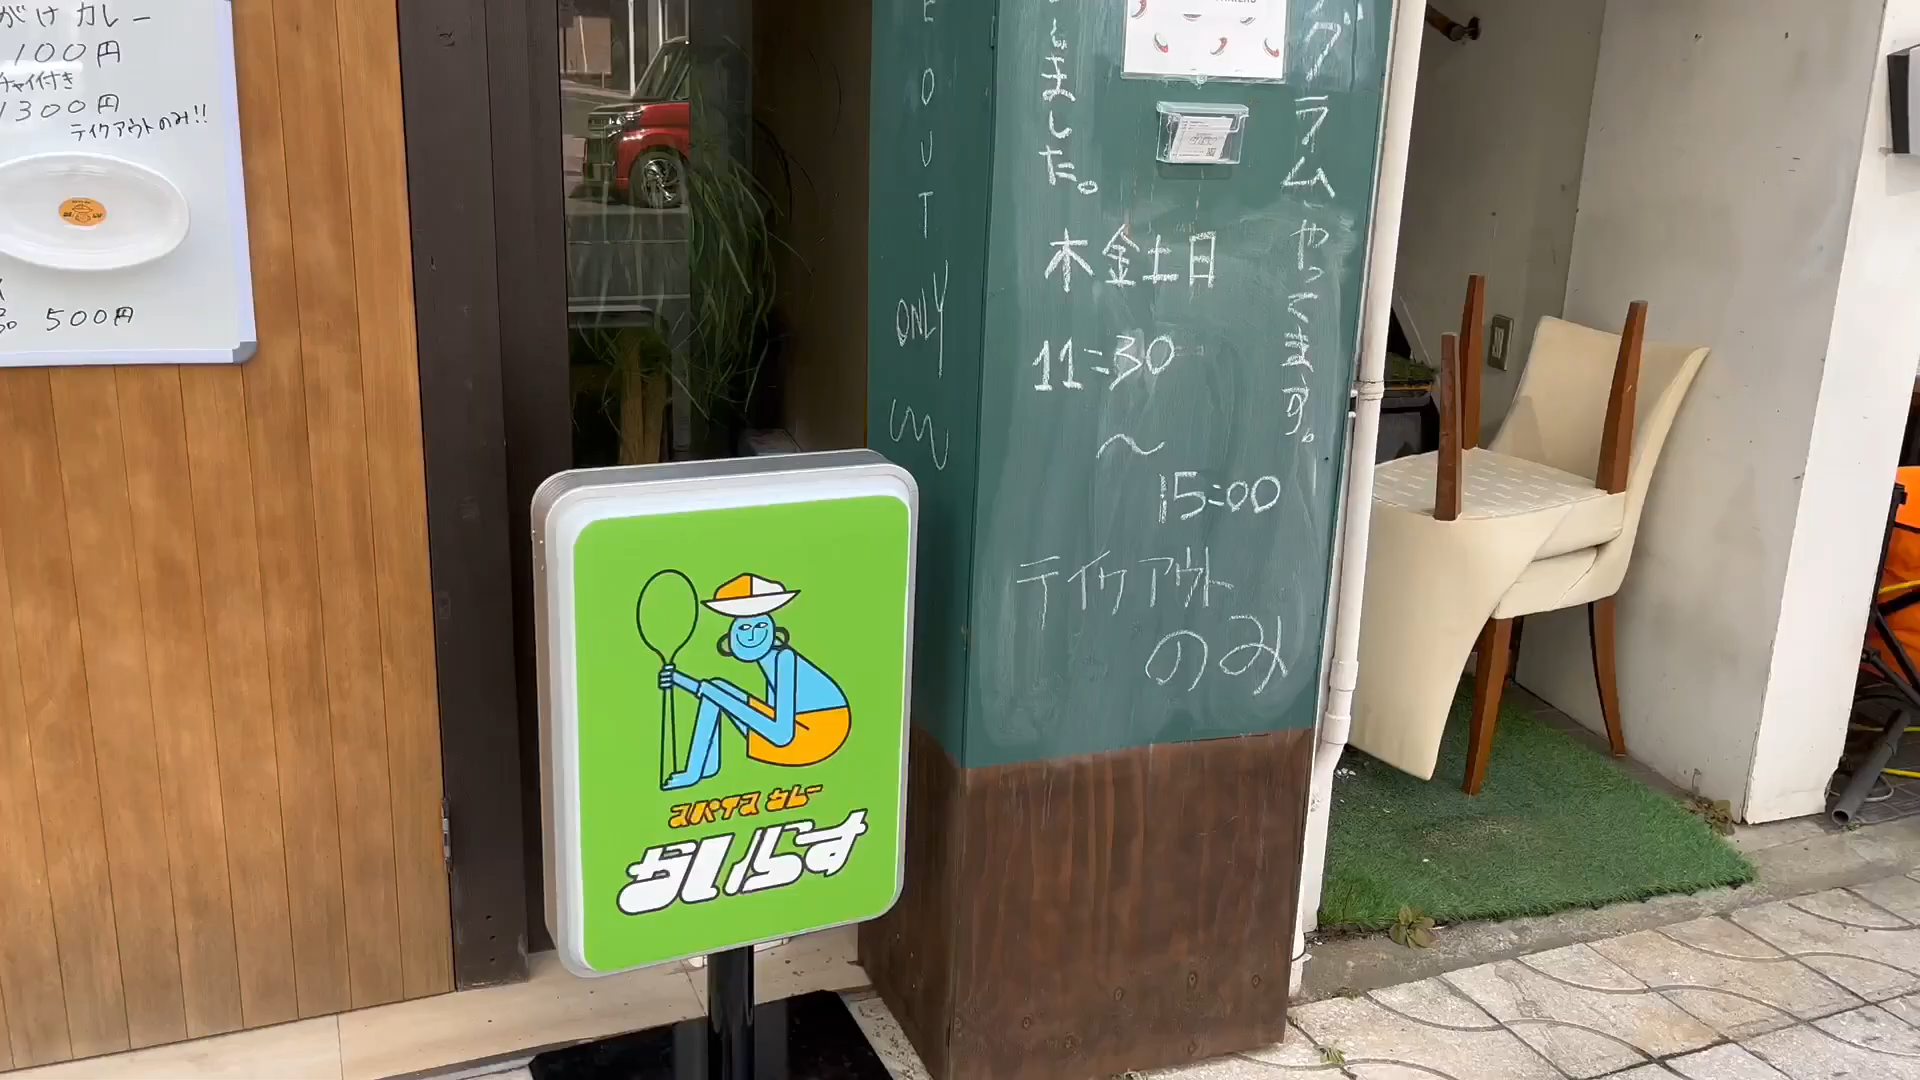 がけカレー
100円
チャイ付き
1300円
テイクアウトのみ!!
500円
EOUT ONLY
グラムやってます。
しました。
木金土日
11:30
〜
15:00
テイクアウト
のみ
スパイスカレー
かいらす